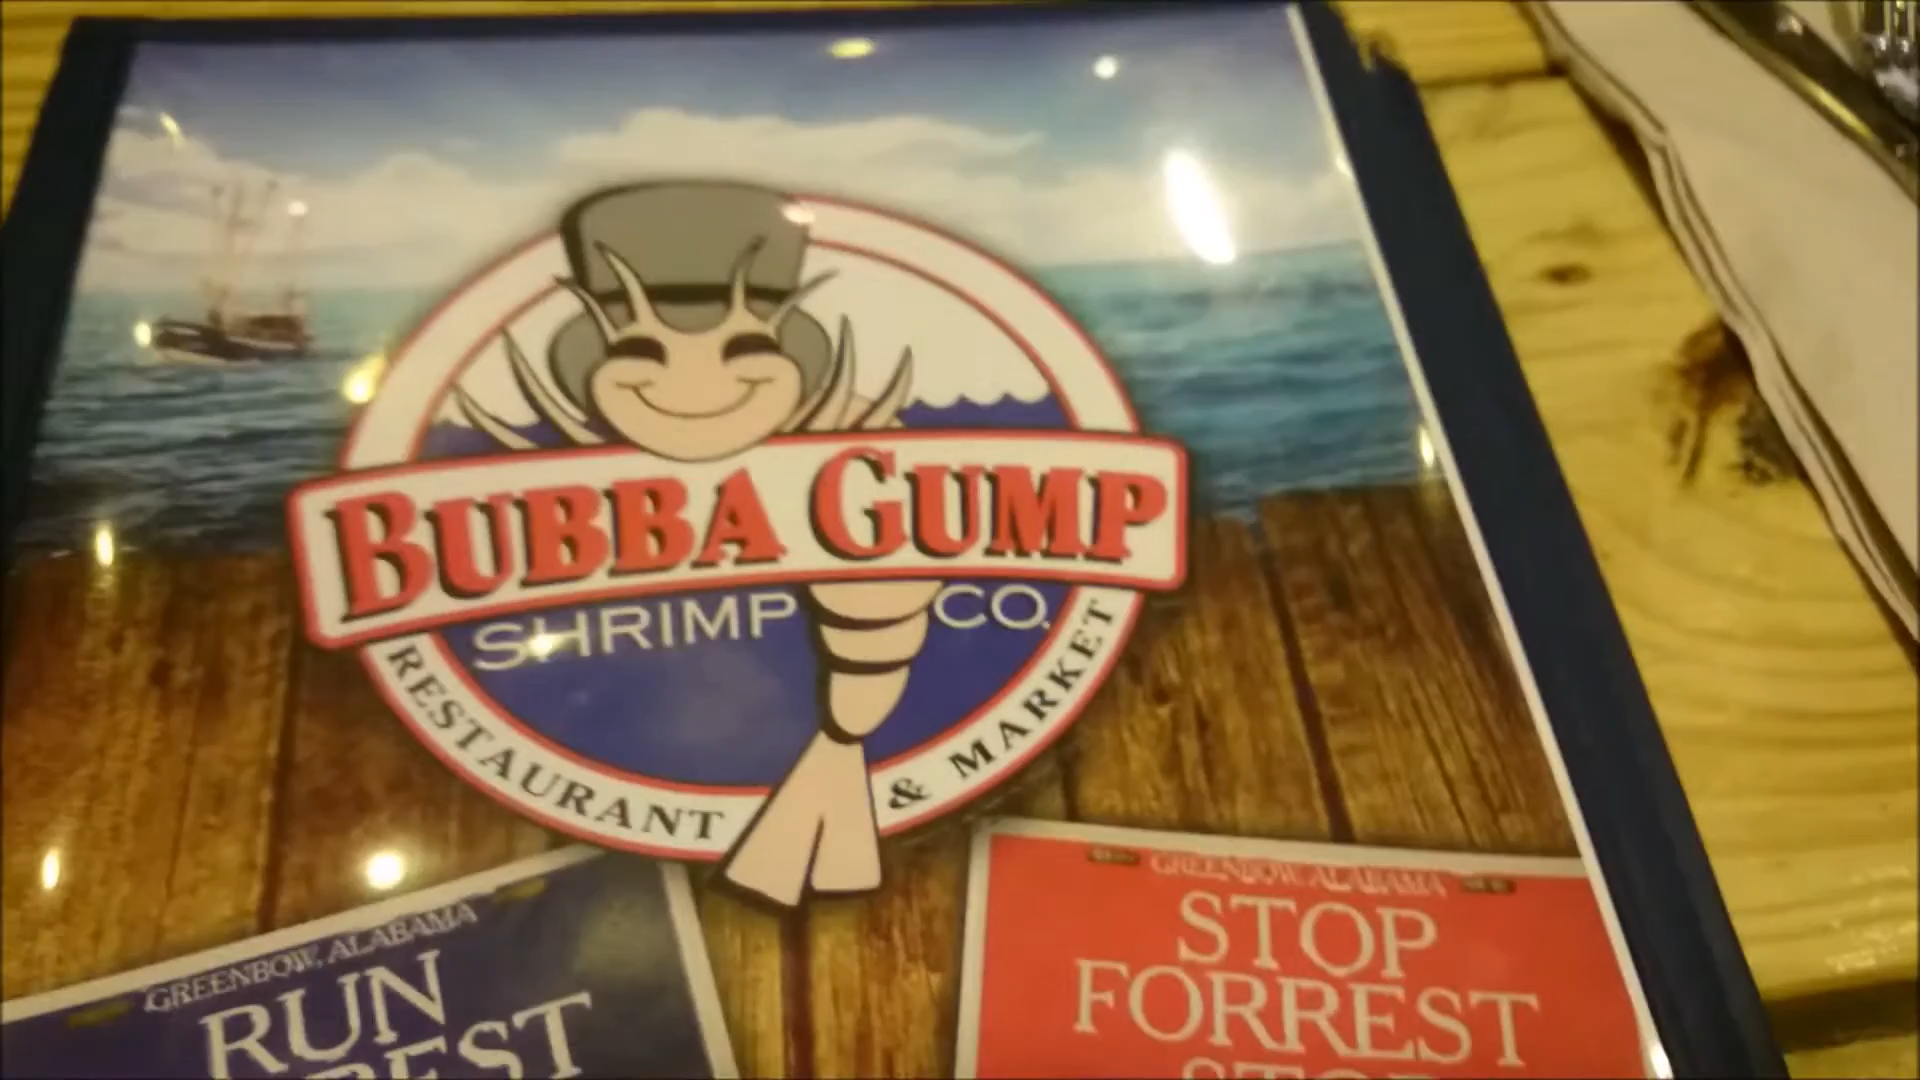 BUBBA GUMP
SHRIMP CO.
RESTAURANT & MARKET
GREENBOW, ALABAMA
RUN
GREENBOW, ALABAMA
STOP
FORREST